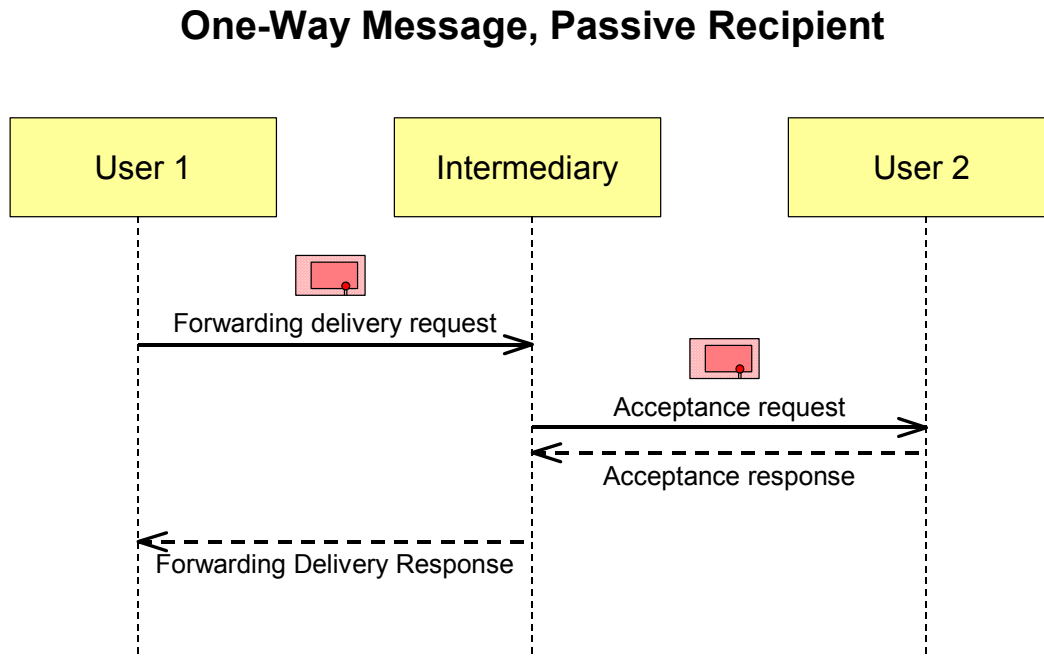 One-Way Message, Passive Recipient
User 1
Intermediary
User 2
Forwarding delivery request
Acceptance request
Acceptance response
Forwarding Delivery Response